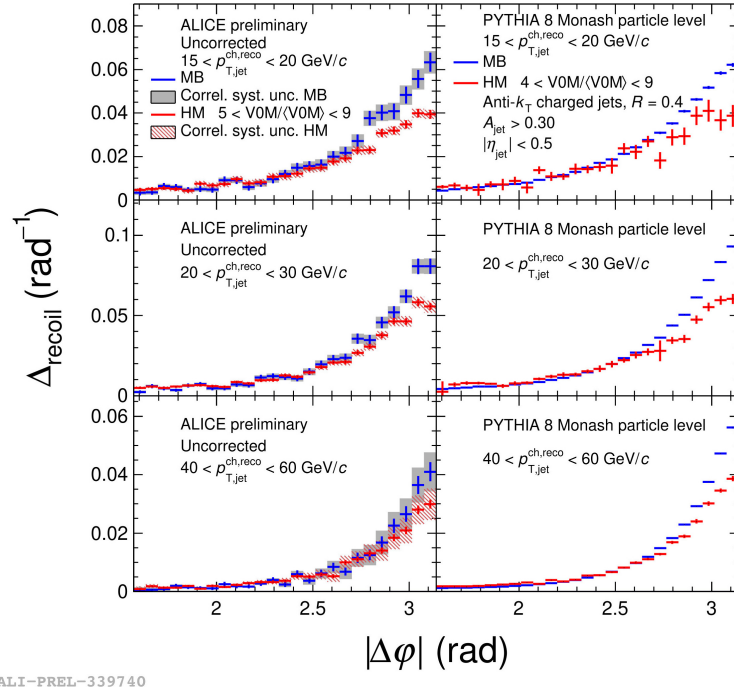 ALICE preliminary
Uncorrected
15 < p_{T,jet}^{ch,reco} < 20 GeV/c
MB
Correl. syst. unc. MB
HM 5 < V0M/⟨V0M⟩ < 9
Correl. syst. unc. HM
0.08
0.06
0.04
0.02
0
PYTHIA 8 Monash particle level
15 < p_{T,jet}^{ch,reco} < 20 GeV/c
MB
HM 4 < V0M/⟨V0M⟩ < 9
Anti-k_T charged jets, R = 0.4
A_jet > 0.30
|η_jet| < 0.5
Δ_recoil (rad⁻¹)
ALICE preliminary
Uncorrected
20 < p_{T,jet}^{ch,reco} < 30 GeV/c
0.1
0.05
0
PYTHIA 8 Monash particle level
20 < p_{T,jet}^{ch,reco} < 30 GeV/c
ALICE preliminary
Uncorrected
40 < p_{T,jet}^{ch,reco} < 60 GeV/c
0.06
0.04
0.02
0
PYTHIA 8 Monash particle level
40 < p_{T,jet}^{ch,reco} < 60 GeV/c
2 2.5 3 2 2.5 3
|Δφ| (rad)
ALI-PREL-339740